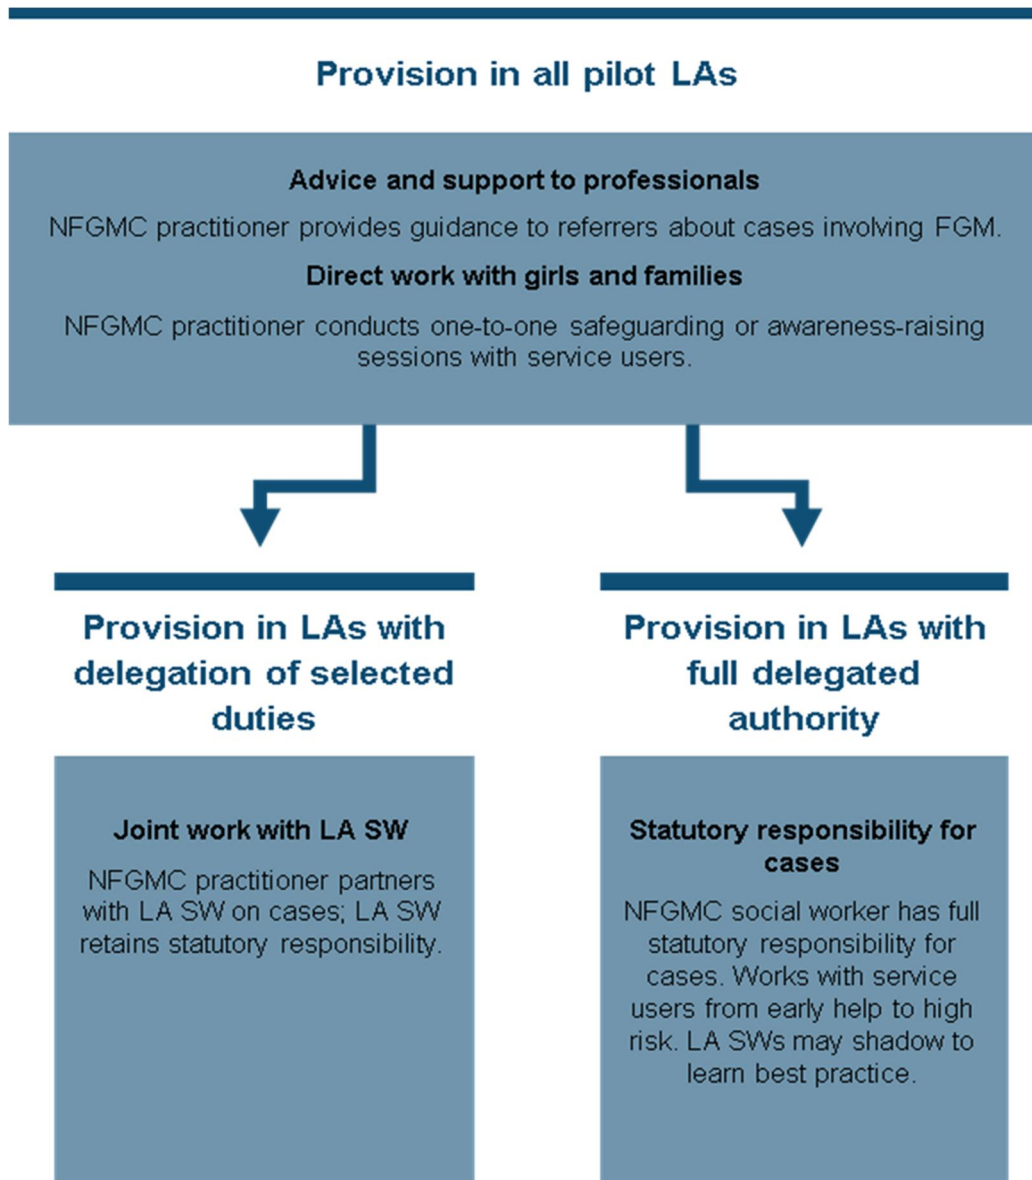 Provision in all pilot LAs
Advice and support to professionals
NFGMC practitioner provides guidance to referrers about cases involving FGM.
Direct work with girls and families
NFGMC practitioner conducts one-to-one safeguarding or awareness-raising
sessions with service users.
Provision in LAs with
delegation of selected
duties
Joint work with LA SW
NFGMC practitioner partners
with LA SW on cases; LA SW
retains statutory responsibility.
Provision in LAs with
full delegated
authority
Statutory responsibility for
cases
NFGMC social worker has full
statutory responsibility for
cases. Works with service
users from early help to high
risk. LA SWs may shadow to
learn best practice.